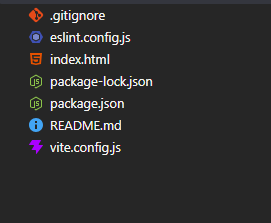 .gitignore
eslint.config.js
index.html
package-lock.json
package.json
README.md
vite.config.js